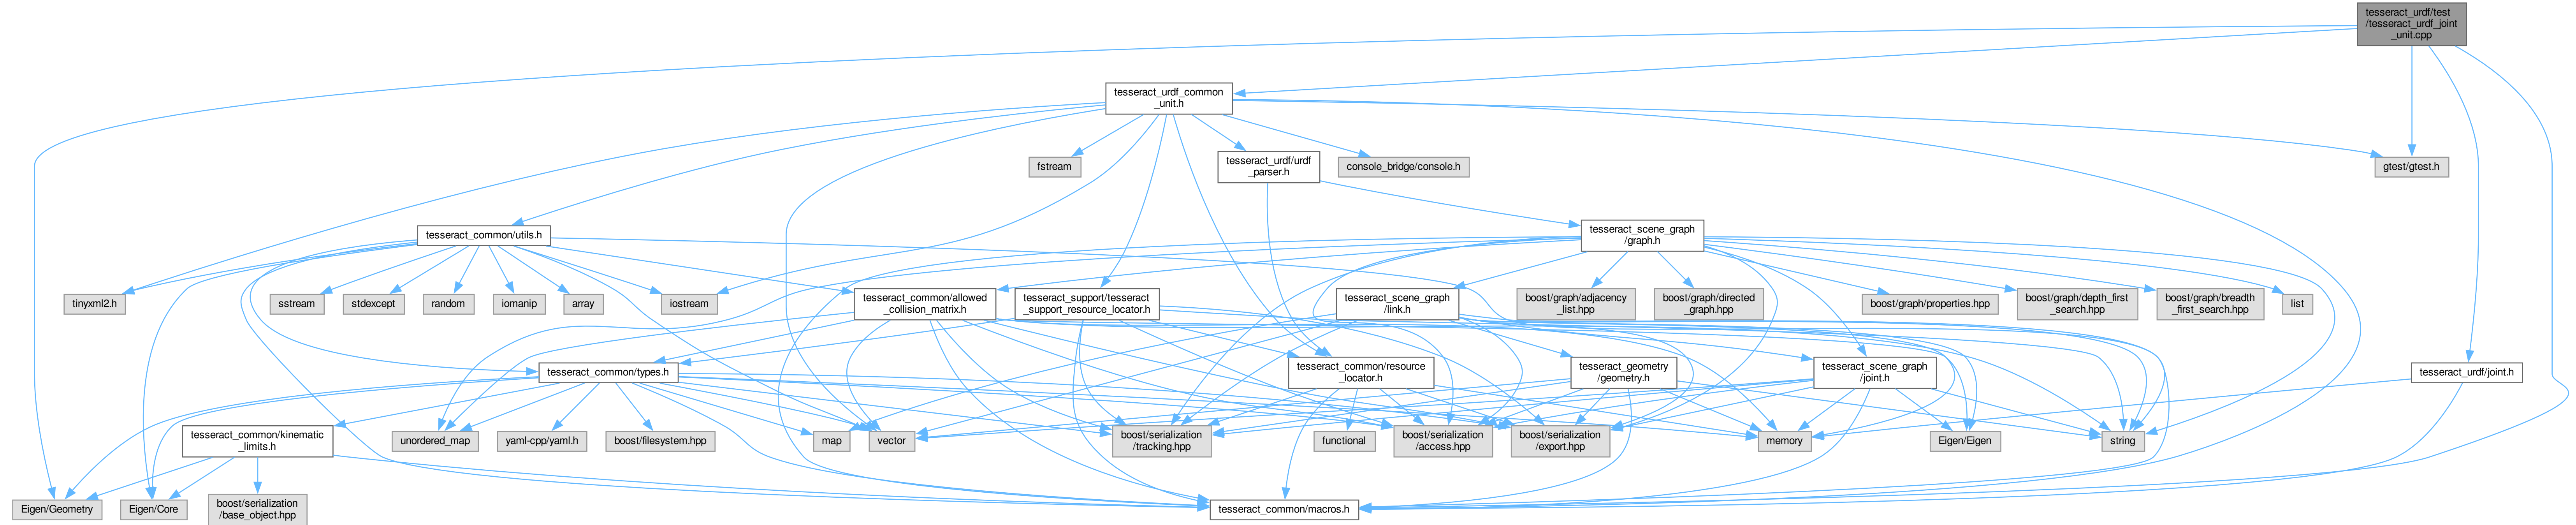 tesseract_urdf/test
/tesseract_urdf_joint
_unit.cpp
tesseract_urdf_common
_unit.h
fstream
tesseract_urdf/urdf
_parser.h
console_bridge/console.h
gtest/gtest.h
tesseract_common/utils.h
tesseract_scene_graph
/graph.h
tinyxml2.h
sstream
stdexcept
random
iomanip
array
iostream
tesseract_common/allowed
_collision_matrix.h
tesseract_support/tesseract
_support_resource_locator.h
tesseract_scene_graph
/link.h
boost/graph/adjacency
_list.hpp
boost/graph/directed
_graph.hpp
boost/graph/properties.hpp
boost/graph/depth_first
_search.hpp
boost/graph/breadth
_first_search.hpp
list
tesseract_common/types.h
tesseract_common/resource
_locator.h
tesseract_geometry
/geometry.h
tesseract_scene_graph
/joint.h
tesseract_urdf/joint.h
tesseract_common/kinematic
_limits.h
unordered_map
yaml-cpp/yaml.h
boost/filesystem.hpp
map
vector
boost/serialization
/tracking.hpp
functional
boost/serialization
/access.hpp
boost/serialization
/export.hpp
memory
Eigen/Eigen
string
Eigen/Geometry
Eigen/Core
boost/serialization
/base_object.hpp
tesseract_common/macros.h